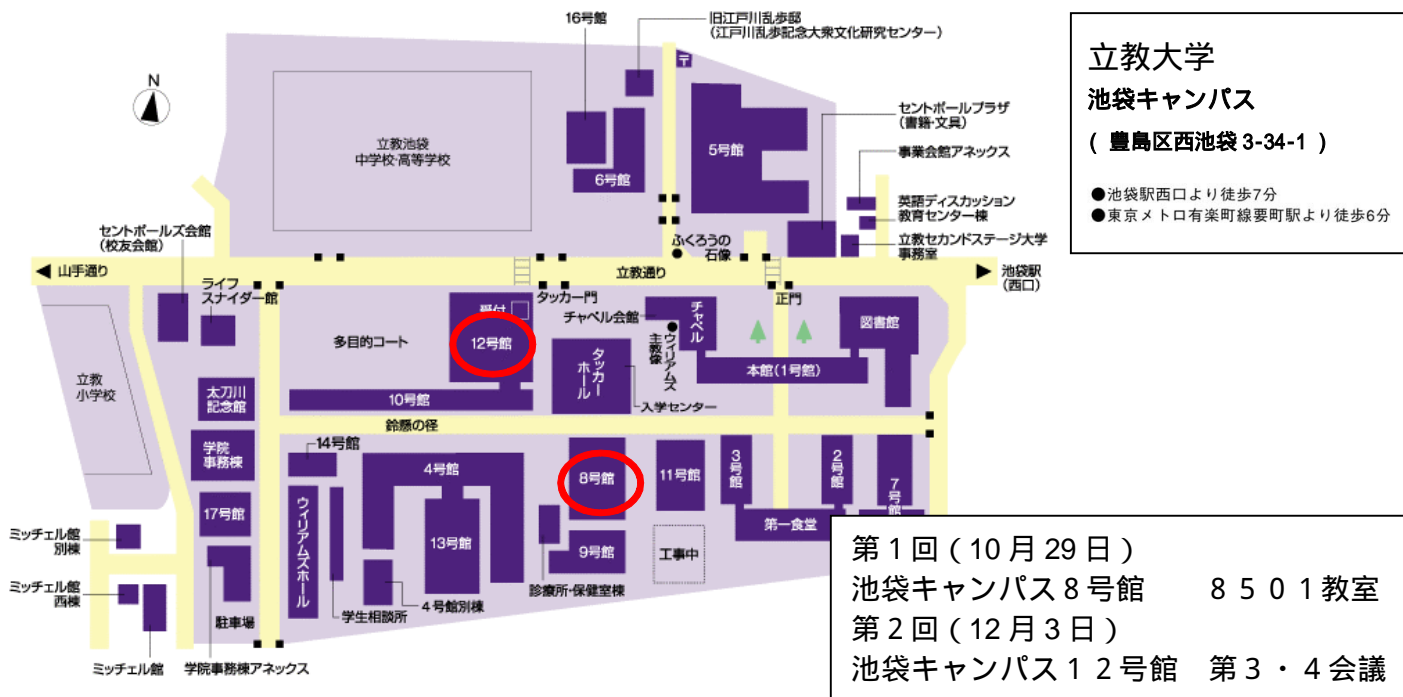 16号館
旧江戸川乱歩邸
(江戸川乱歩記念大衆文化研究センター)
立教大学
池袋キャンパス
( 豊島区西池袋 3-34-1 )
●池袋駅西口より徒歩7分
●東京メトロ有楽町線要町駅より徒歩6分
N
〒
立教池袋
中学校・高等学校
6号館
5号館
セントポールプラザ
(書籍・文具)
事業会館アネックス
英語ディスカッション
教育センター棟
立教セカンドステージ大学
事務室
セントポールズ会館
(校友会館)
ふくろうの
石像
山手通り
立教通り
池袋駅
(西口)
ライフ
スナイダー館
受付
タッカー門
正門
チャペル会館
チャペル
図書館
多目的コート
12号館
タッカー
ホール
ウィリアムズ
主教像
本館(1号館)
立教
小学校
太刀川
記念館
10号館
入学センター
鈴懸の径
学院
事務棟
14号館
4号館
8号館
11号館
3号館
2号館
7号館
17号館
ウィリアムズホール
13号館
9号館
工事中
第一食堂
ミッチェル館
別棟
ミッチェル館
西棟
診療所・保健室棟
4号館別棟
学生相談所
駐車場
ミッチェル館
学院事務棟アネックス
第1回(10月29日)
池袋キャンパス8号館 8501教室
第2回(12月3日)
池袋キャンパス12号館 第3・4会議